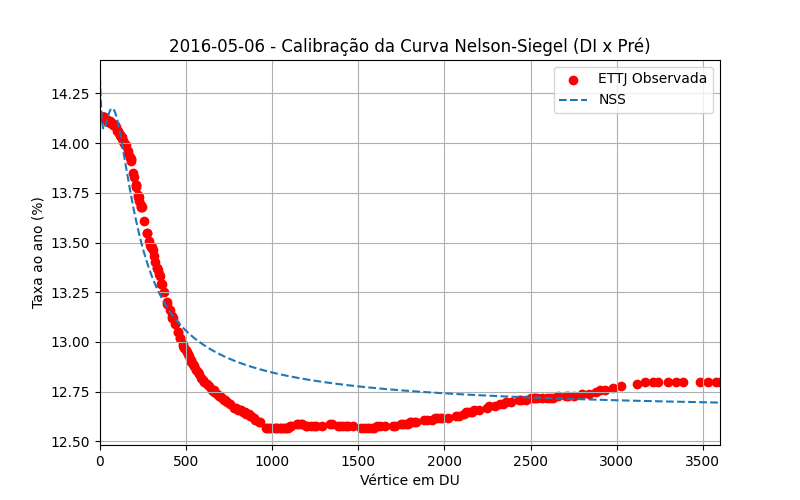 2016-05-06 - Calibração da Curva Nelson-Siegel (DI x Pré)
ETTJ Observada
NSS
Taxa ao ano (%)
14.25
14.00
13.75
13.50
13.25
13.00
12.75
12.50
0 500 1000 1500 2000 2500 3000 3500
Vértice em DU